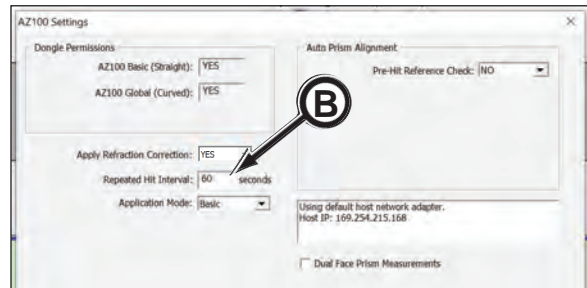 AZ100 Settings
Dongle Permissions
AZ100 Basic (Straight): YES
AZ100 Global (Curved): YES
Auto Prism Alignment
Pre-Hit Reference Check: NO
B
Apply Refraction Correction: YES
Repeated Hit Interval: 60 seconds
Application Mode: Basic
Using default host network adapter.
Host IP: 169.254.215.168
Dual Face Prism Measurements